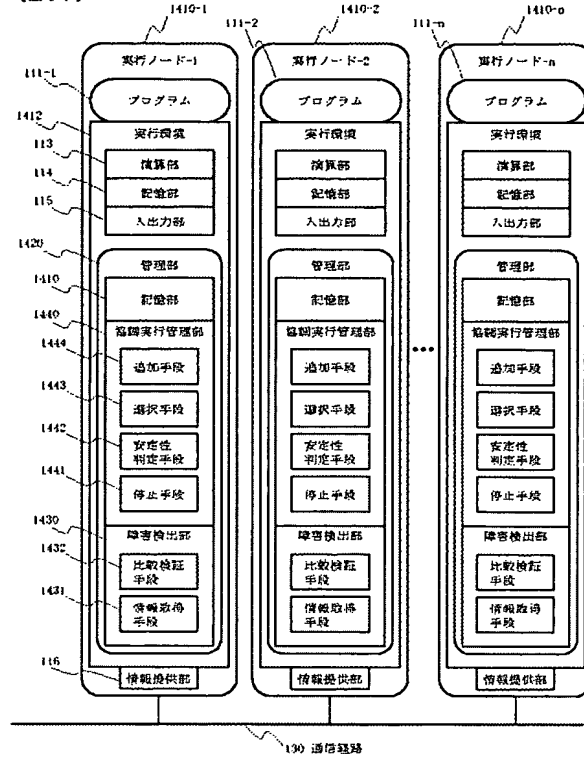 1410-1
1410-2
1410-n
実行ノード-1
実行ノード-2
実行ノード-n
111-1
111-2
111-n
プログラム
プログラム
プログラム
1412
実行環境
実行環境
実行環境
113
演算部
演算部
演算部
114
記憶部
記憶部
記憶部
115
入出力部
入出力部
入出力部
1420
管理部
管理部
管理部
1410
記憶部
記憶部
記憶部
1440
協調実行管理部
協調実行管理部
協調実行管理部
1444
追加手段
追加手段
追加手段
1443
選択手段
選択手段
選択手段
1442
安定性
判定手段
安定性
判定手段
安定性
判定手段
1441
停止手段
停止手段
停止手段
1430
障害検出部
障害検出部
障害検出部
1432
比較検証
手段
比較検証
手段
比較検証
手段
1431
情報取得
手段
情報取得
手段
情報取得
手段
116
情報提供部
情報提供部
情報提供部
130 通信経路